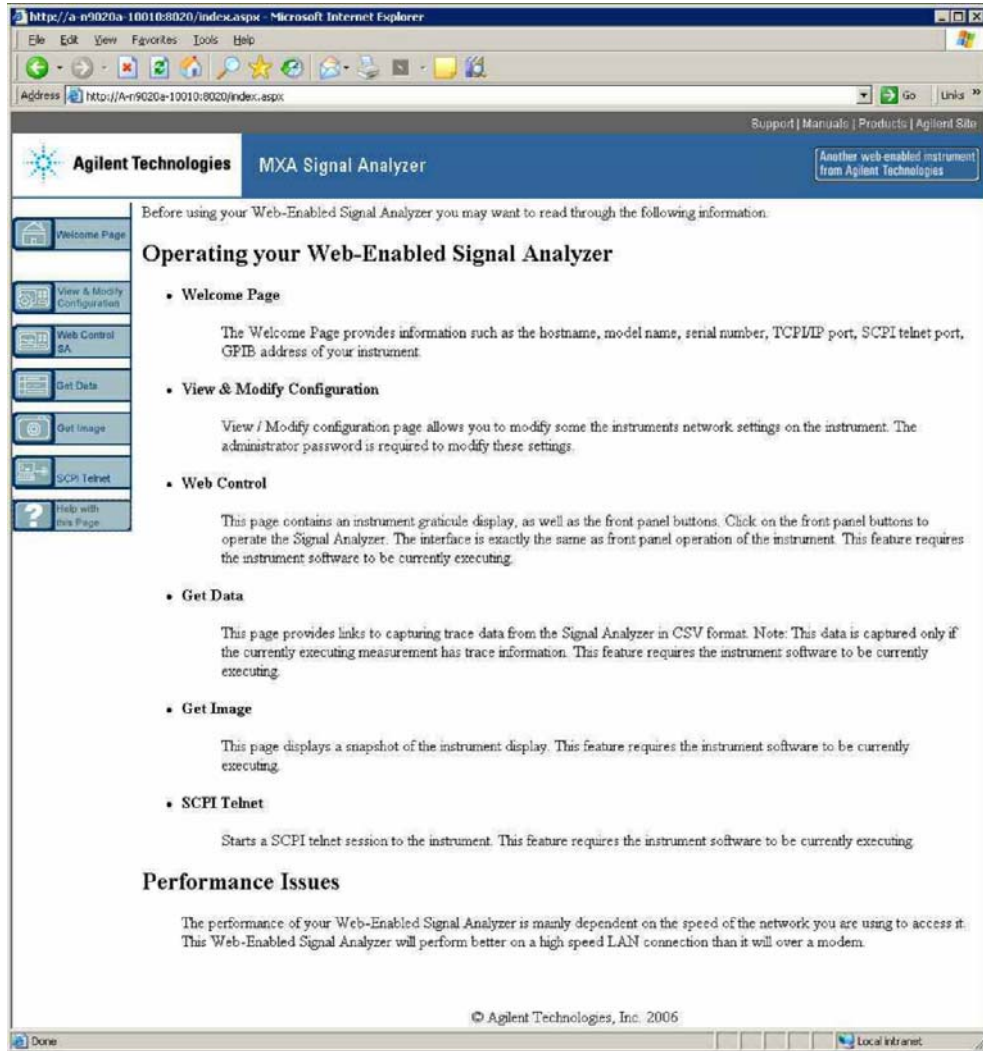 http://a-n9020a-10010:8020/index.aspx - Microsoft Internet Explorer
File Edit View Favorites Tools Help
Address http://A-n9020a-10010:8020/index.aspx Go Links »
Support | Manuals | Products | Agilent Site
Agilent Technologies MXA Signal Analyzer
Another web-enabled instrument
from Agilent Technologies
Welcome Page
View & Modify
Configuration
Web Control
SA
Get Data
Get Image
SCPI Telnet
Help with
this Page
Before using your Web-Enabled Signal Analyzer you may want to read through the following information.
Operating your Web-Enabled Signal Analyzer
• Welcome Page
The Welcome Page provides information such as the hostname, model name, serial number, TCPI/IP port, SCPI telnet port,
GPIB address of your instrument.
• View & Modify Configuration
View / Modify configuration page allows you to modify some the instruments network settings on the instrument. The
administrator password is required to modify these settings.
• Web Control
This page contains an instrument graticule display, as well as the front panel buttons. Click on the front panel buttons to
operate the Signal Analyzer. The interface is exactly the same as front panel operation of the instrument. This feature requires
the instrument software to be currently executing.
• Get Data
This page provides links to capturing trace data from the Signal Analyzer in CSV format. Note: This data is captured only if
the currently executing measurement has trace information. This feature requires the instrument software to be currently
executing.
• Get Image
This page displays a snapshot of the instrument display. This feature requires the instrument software to be currently
executing.
• SCPI Telnet
Starts a SCPI telnet session to the instrument. This feature requires the instrument software to be currently executing.
Performance Issues
The performance of your Web-Enabled Signal Analyzer is mainly dependent on the speed of the network you are using to access it.
This Web-Enabled Signal Analyzer will perform better on a high speed LAN connection than it will over a modem.
© Agilent Technologies, Inc. 2006
Done Local intranet